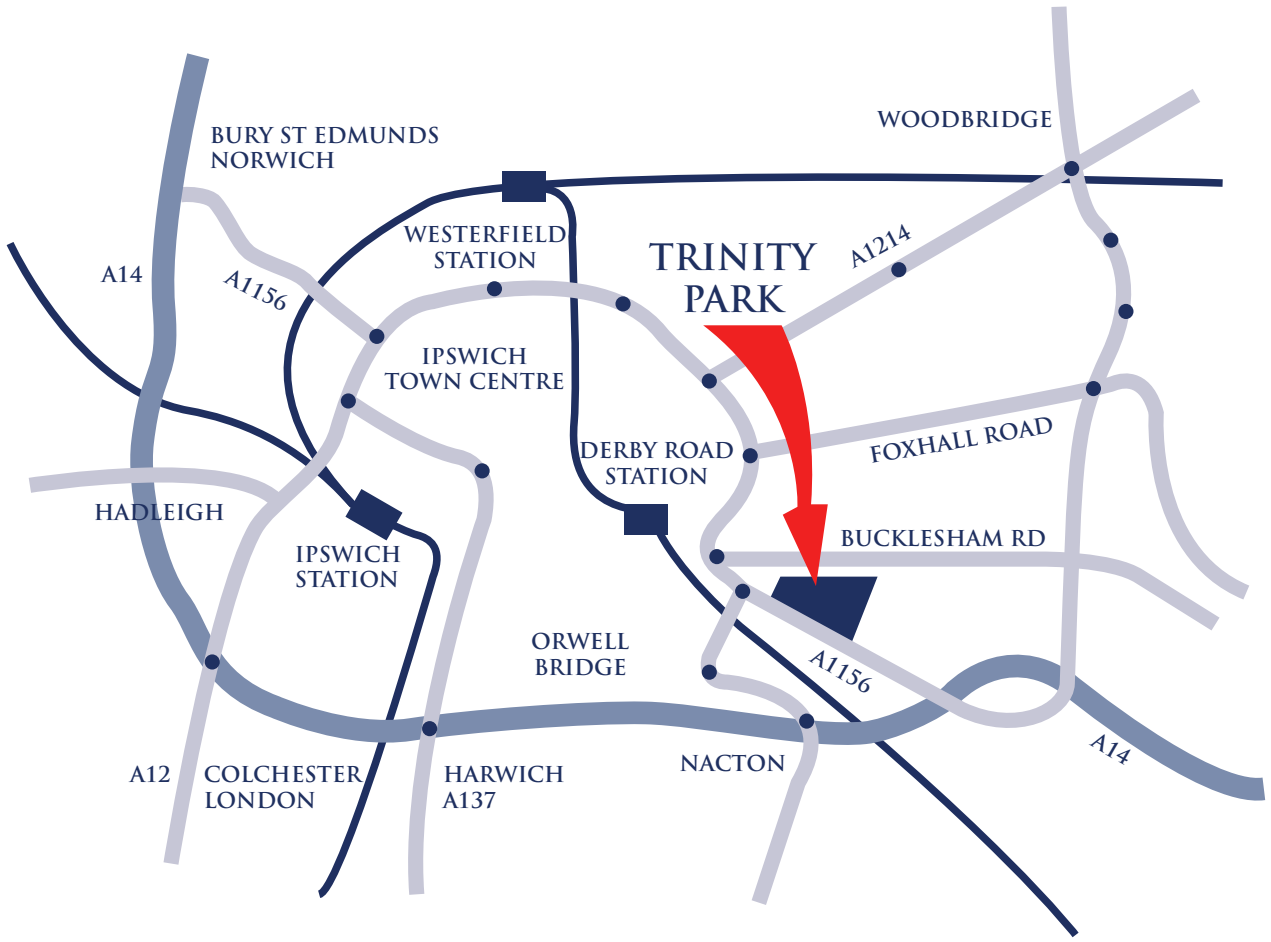 WOODBRIDGE
BURY ST EDMUNDS
NORWICH
WESTERFIELD
STATION
A1214
TRINITY
PARK
A14
A1156
IPSWICH
TOWN CENTRE
DERBY ROAD
STATION
FOXHALL ROAD
HADLEIGH
BUCKLESHAM RD
IPSWICH
STATION
ORWELL
BRIDGE
A1156
A14
NACTON
A12
COLCHESTER
LONDON
HARWICH
A137